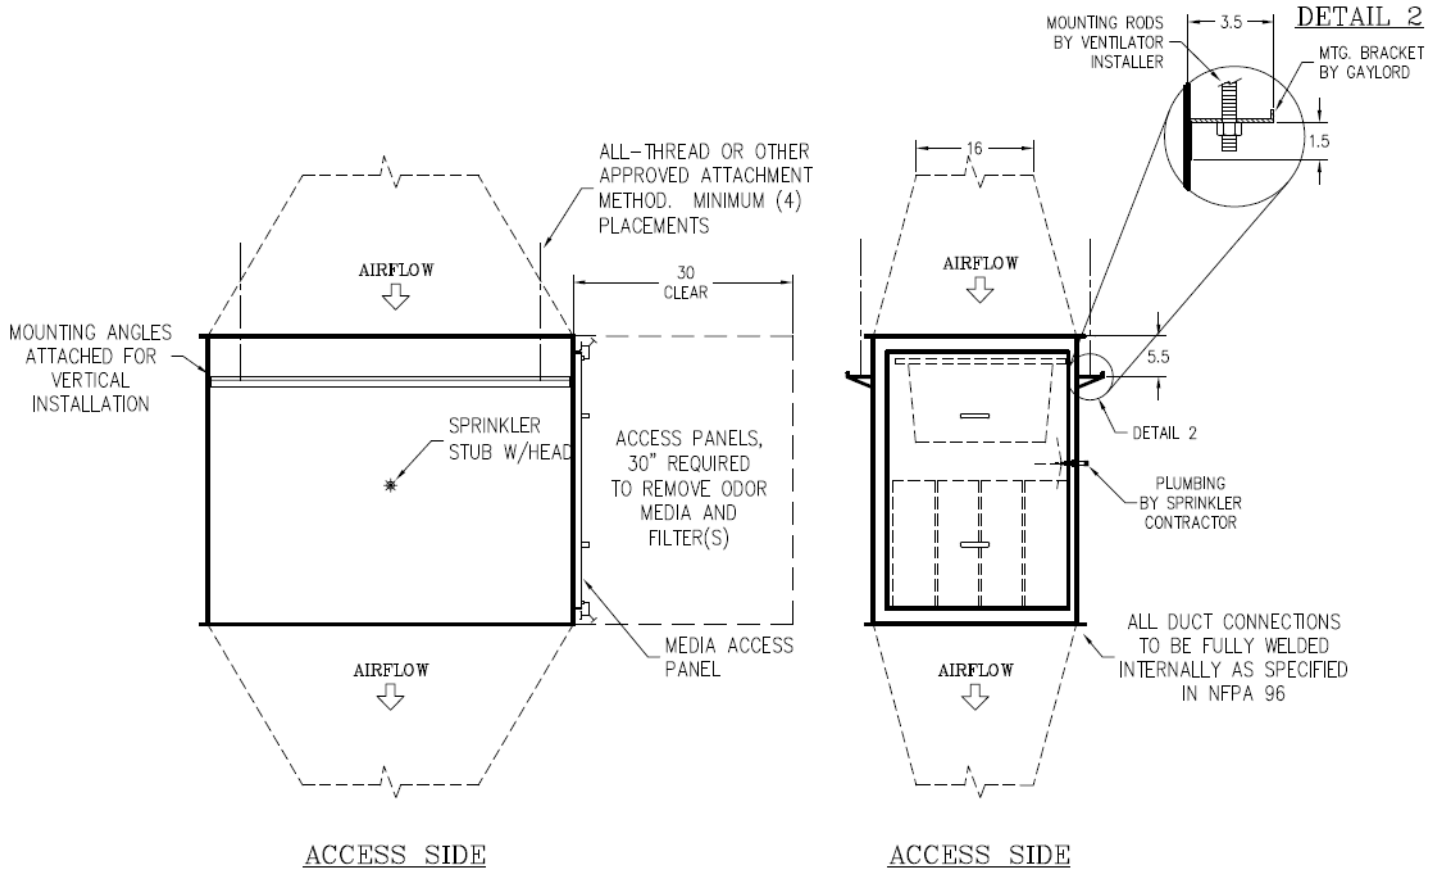 DETAIL 2
MOUNTING RODS
BY VENTILATOR
INSTALLER
3.5
MTG. BRACKET
BY GAYLORD
1.5
ALL-THREAD OR OTHER
APPROVED ATTACHMENT
METHOD. MINIMUM (4)
PLACEMENTS
16
AIRFLOW
30
CLEAR
AIRFLOW
MOUNTING ANGLES
ATTACHED FOR
VERTICAL
INSTALLATION
5.5
SPRINKLER
STUB W/HEAD
ACCESS PANELS,
30" REQUIRED
TO REMOVE ODOR
MEDIA AND
FILTER(S)
DETAIL 2
PLUMBING
BY SPRINKLER
CONTRACTOR
MEDIA ACCESS
PANEL
ALL DUCT CONNECTIONS
TO BE FULLY WELDED
INTERNALLY AS SPECIFIED
IN NFPA 96
AIRFLOW
AIRFLOW
ACCESS SIDE
ACCESS SIDE